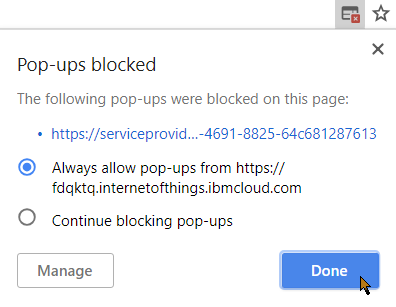 Pop-ups blocked
The following pop-ups were blocked on this page:
• https://serviceprovid...-4691-8825-64c681287613
Always allow pop-ups from https://
fdqktq.internetofthings.ibmcloud.com
Continue blocking pop-ups
Manage Done